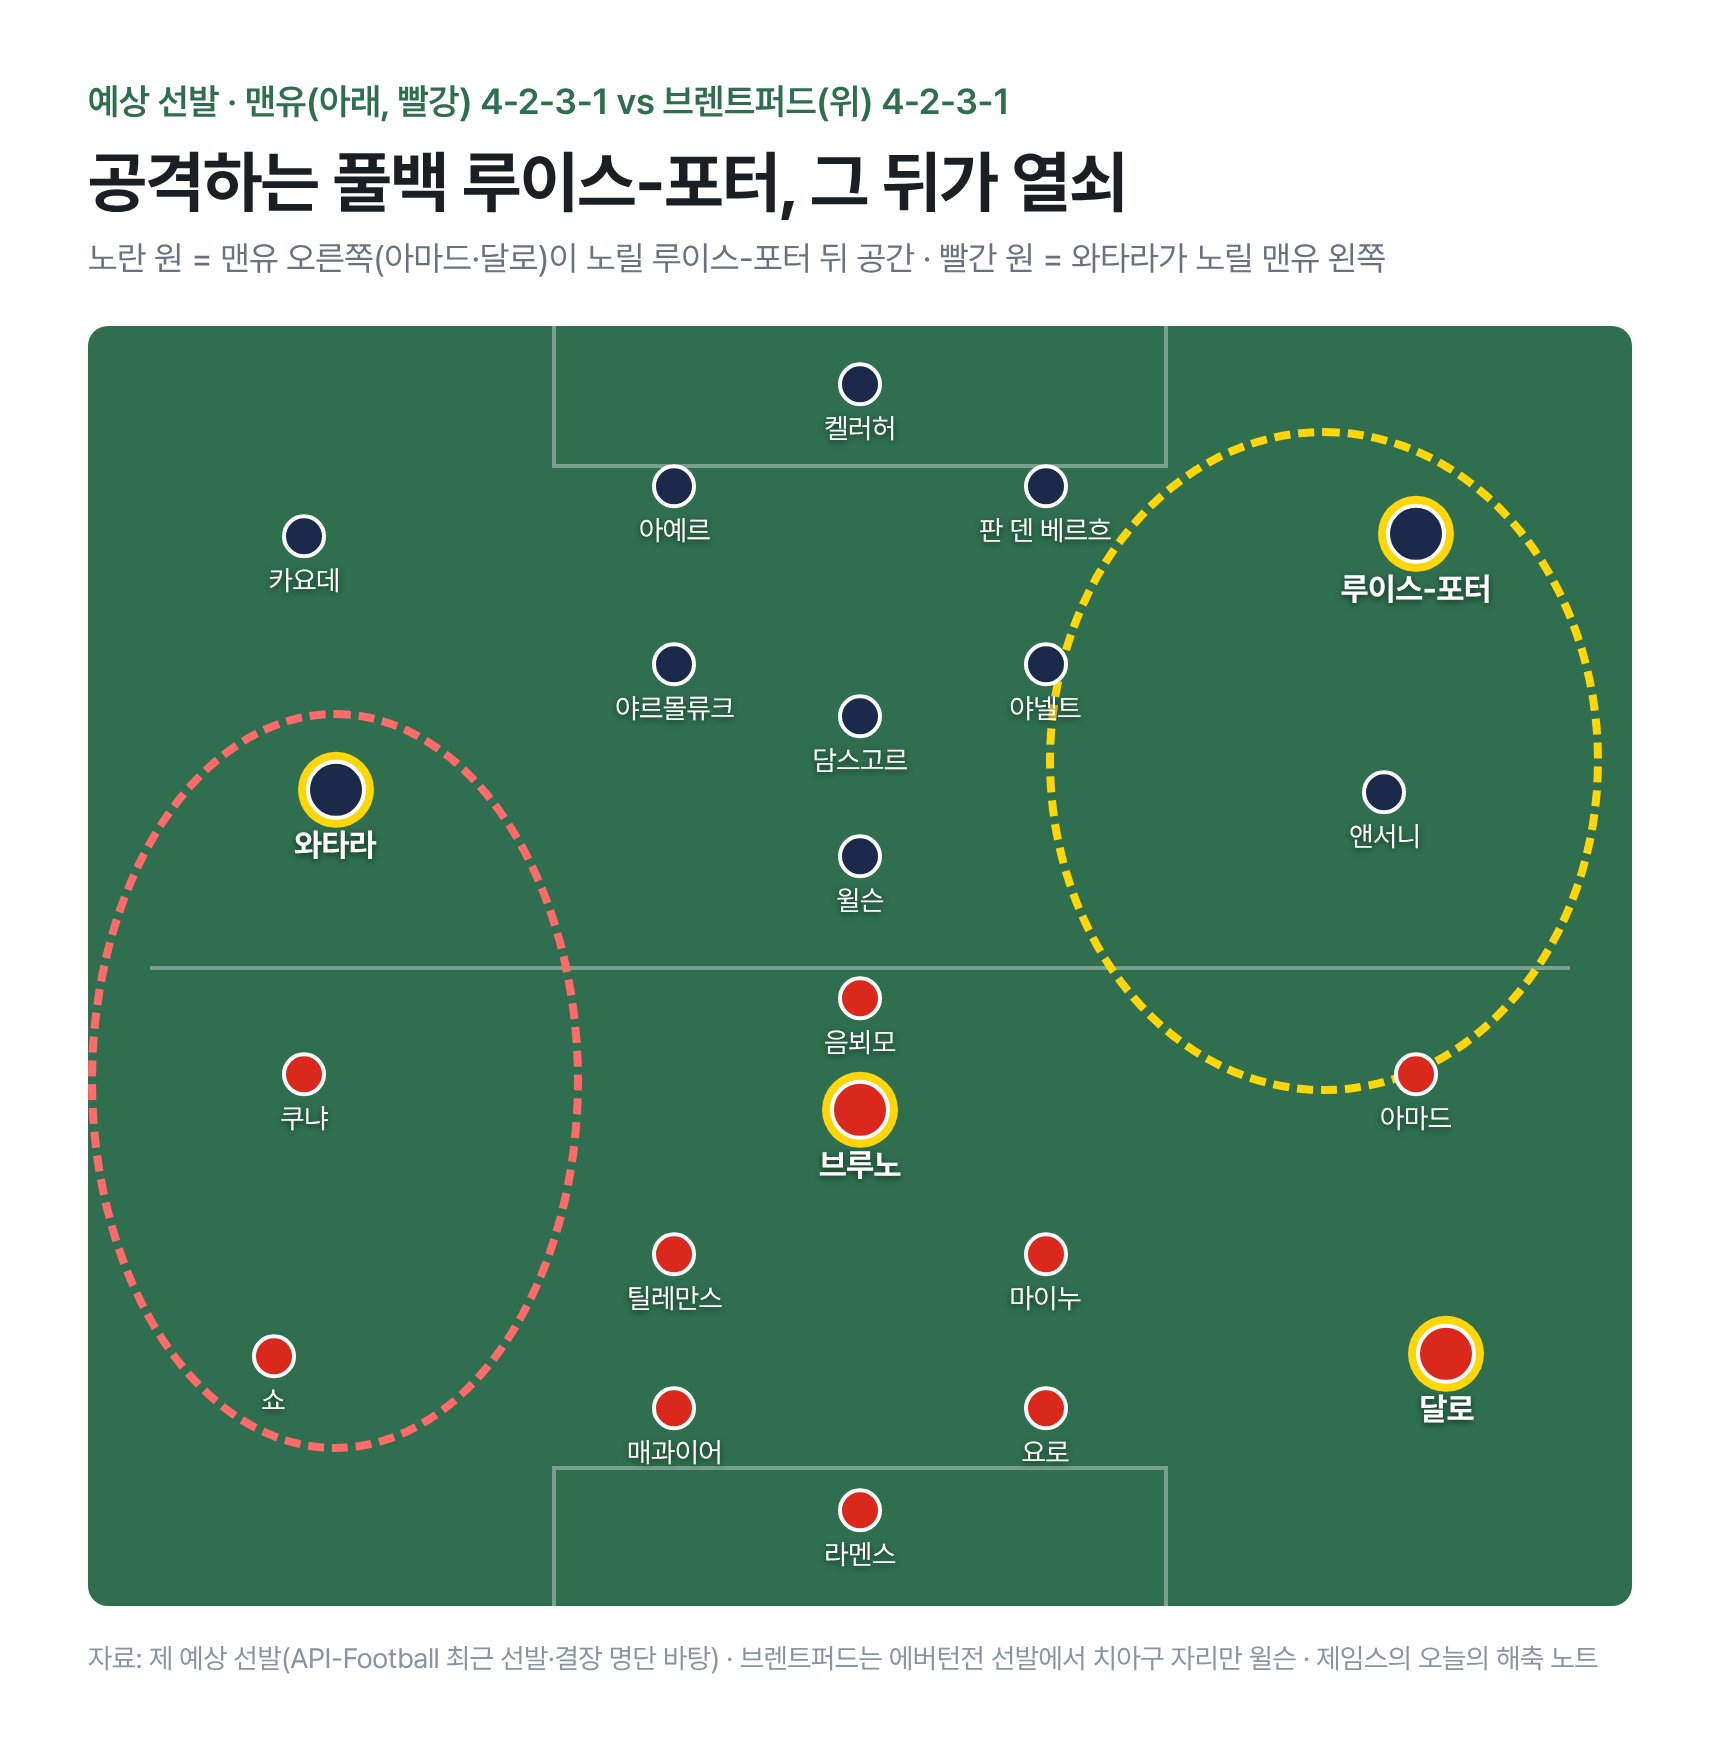 예상 선발 · 맨유(아래, 빨강) 4-2-3-1 vs 브렌트퍼드(위) 4-2-3-1
공격하는 풀백 루이스-포터, 그 뒤가 열쇠
노란 원 = 맨유 오른쪽(아마드·달로)이 노릴 루이스-포터 뒤 공간 · 빨간 원 = 와타라가 노릴 맨유 왼쪽
켈러허
아예르
판 덴 베르흐
카요데
루이스-포터
야르몰류크
야넬트
담스고르
와타라
앤서니
윌슨
음뵈모
쿠냐
아마드
브루노
틸레만스
마이누
쇼
달로
매과이어
요로
라멘스
자료: 제 예상 선발(API-Football 최근 선발·결장 명단 바탕) · 브렌트퍼드는 에버턴전 선발에서 치아구 자리만 윌슨 · 제임스의 오늘의 해축 노트